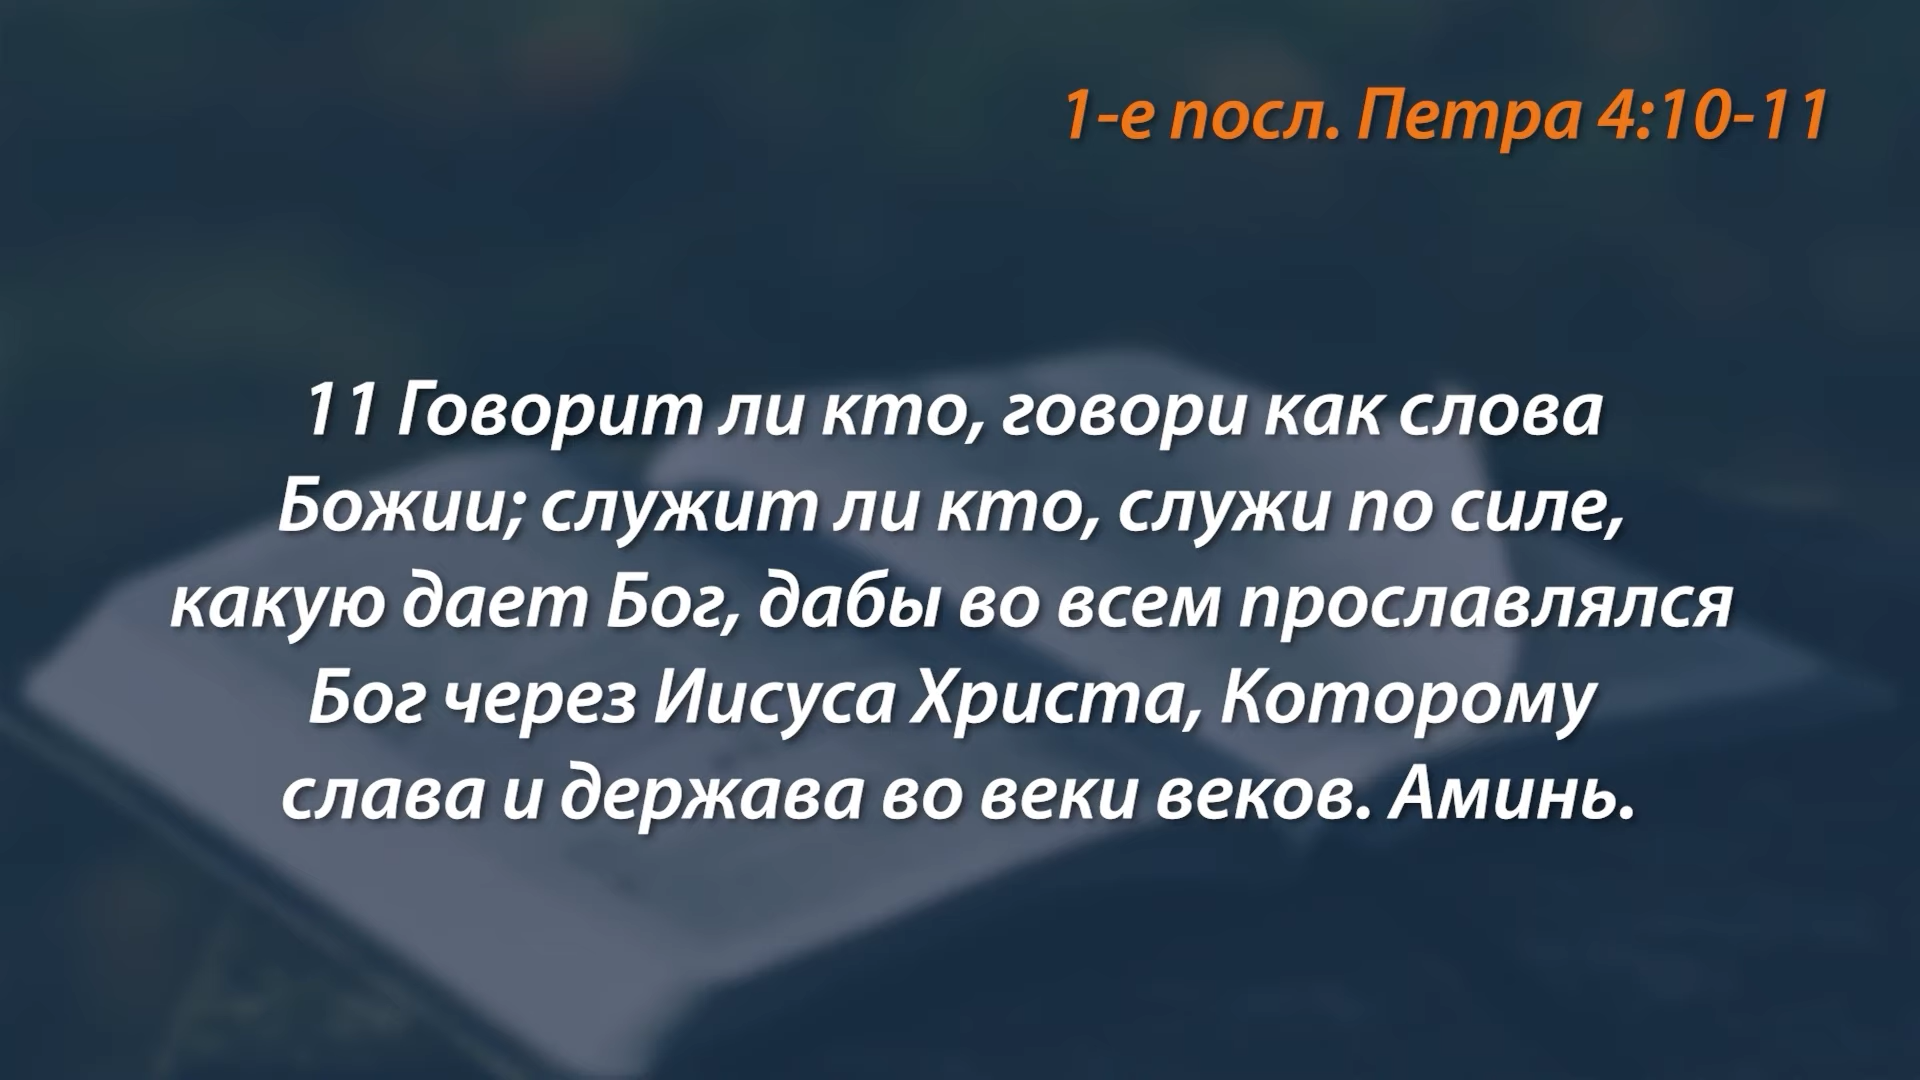 1-е посл. Петра 4:10-11
11 Говорит ли кто, говори как слова
Божии; служит ли кто, служи по силе,
какую дает Бог, дабы во всем прославлялся
Бог через Иисуса Христа, Которому
слава и держава во веки веков. Аминь.